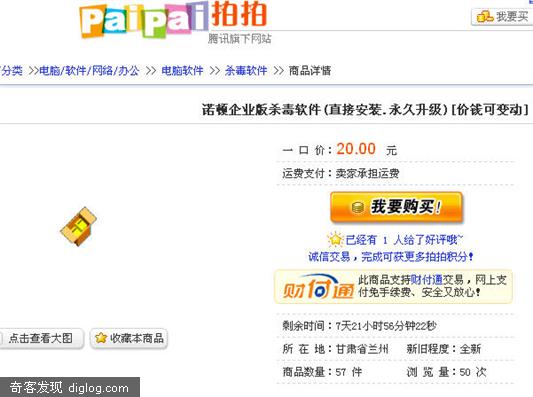 PaiPai拍拍
腾讯旗下网站
我要买
分类 >>电脑/软件/网络/办公 >> 电脑软件 >> 杀毒软件 >> 商品详情
诺顿企业版杀毒软件(直接安装.永久升级)[价钱可变动]
一 口 价：20.00 元
运费支付：卖家承担运费
我要购买!
已经有 1 人给了好评哦~
诚信交易，完成可获更多拍拍积分！
财付通 此商品支持财付通交易，网上支
付免手续费、安全又放心！
剩余时间：7天21小时56分钟22秒
点击查看大图 收藏本商品
所 在 地：甘肃省兰州 新旧程度：全新
商品数量：57 件 浏 览 量：50 次
奇客发现 diglog.com